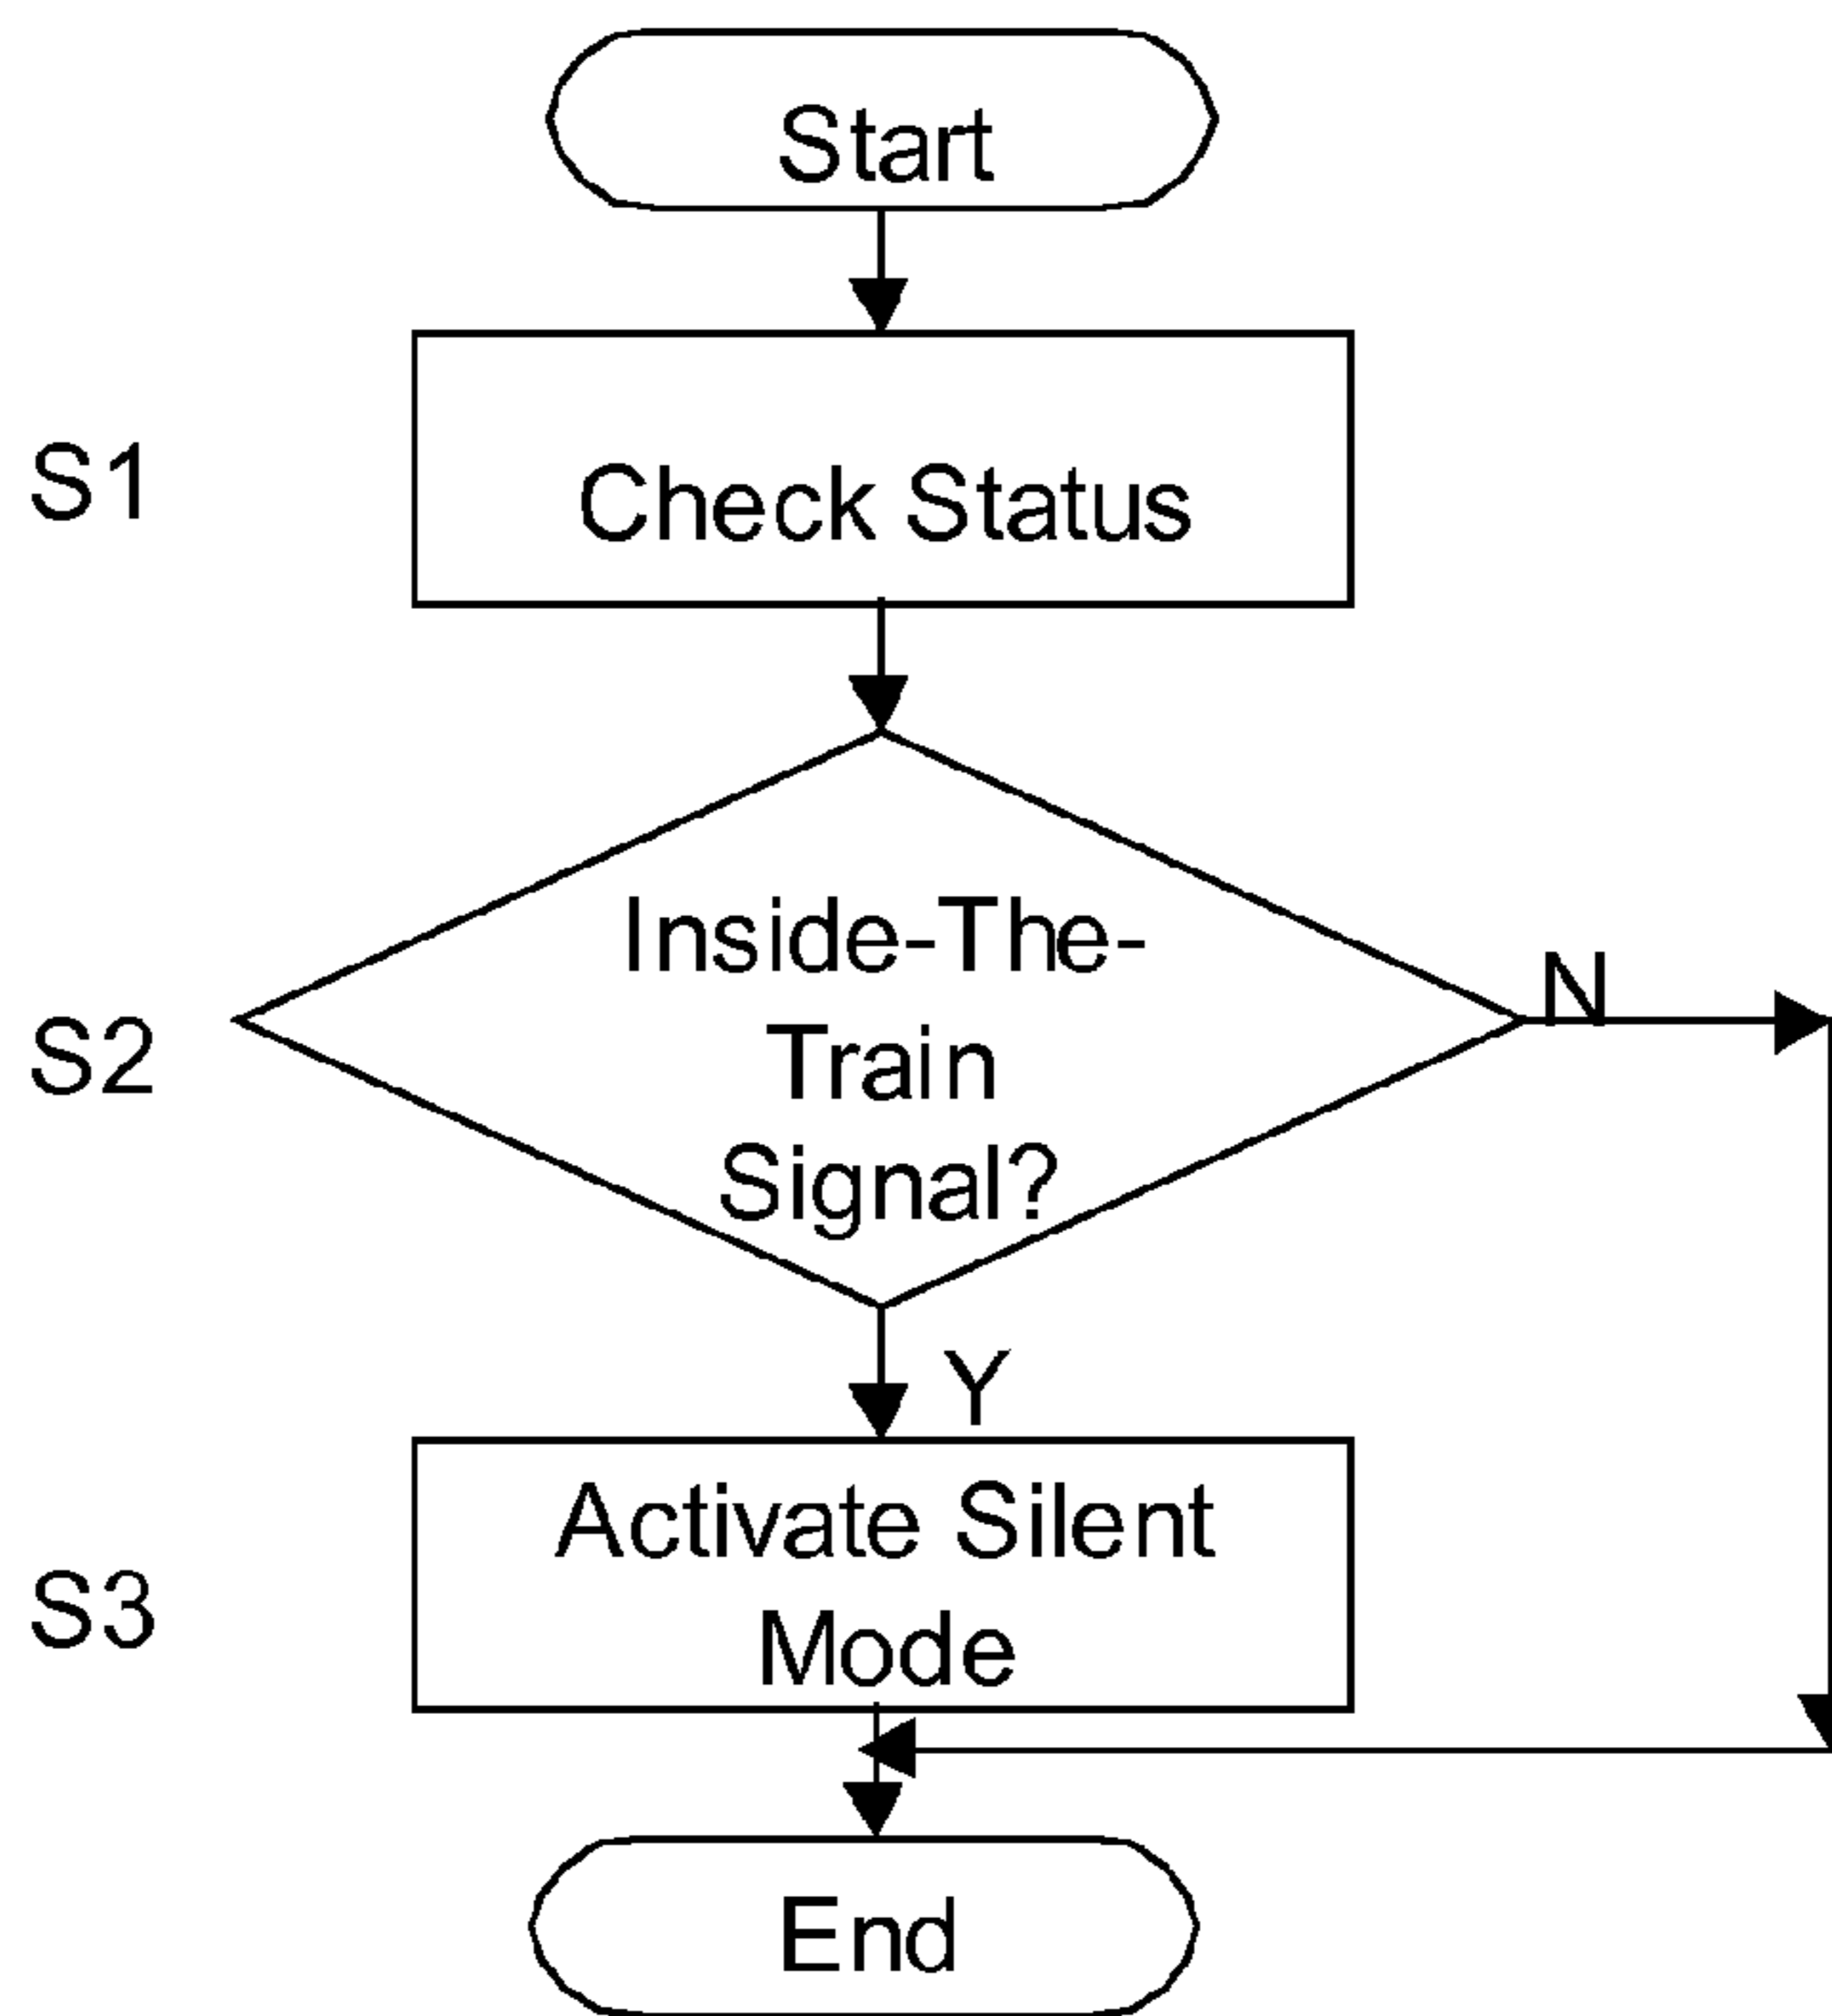 Start
S1
Check Status
Inside-The-
N
S2
Train
Signal?
Y
Activate Silent
S3
Mode
End